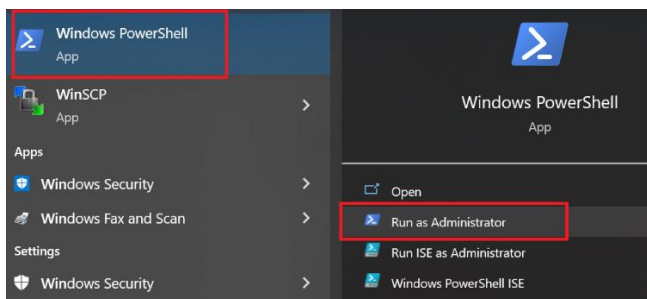 Windows PowerShell
App
WinSCP
App
Apps
Windows Security
Windows Fax and Scan
Settings
Windows Security
Windows PowerShell
App
Open
Run as Administrator
Run ISE as Administrator
Windows PowerShell ISE